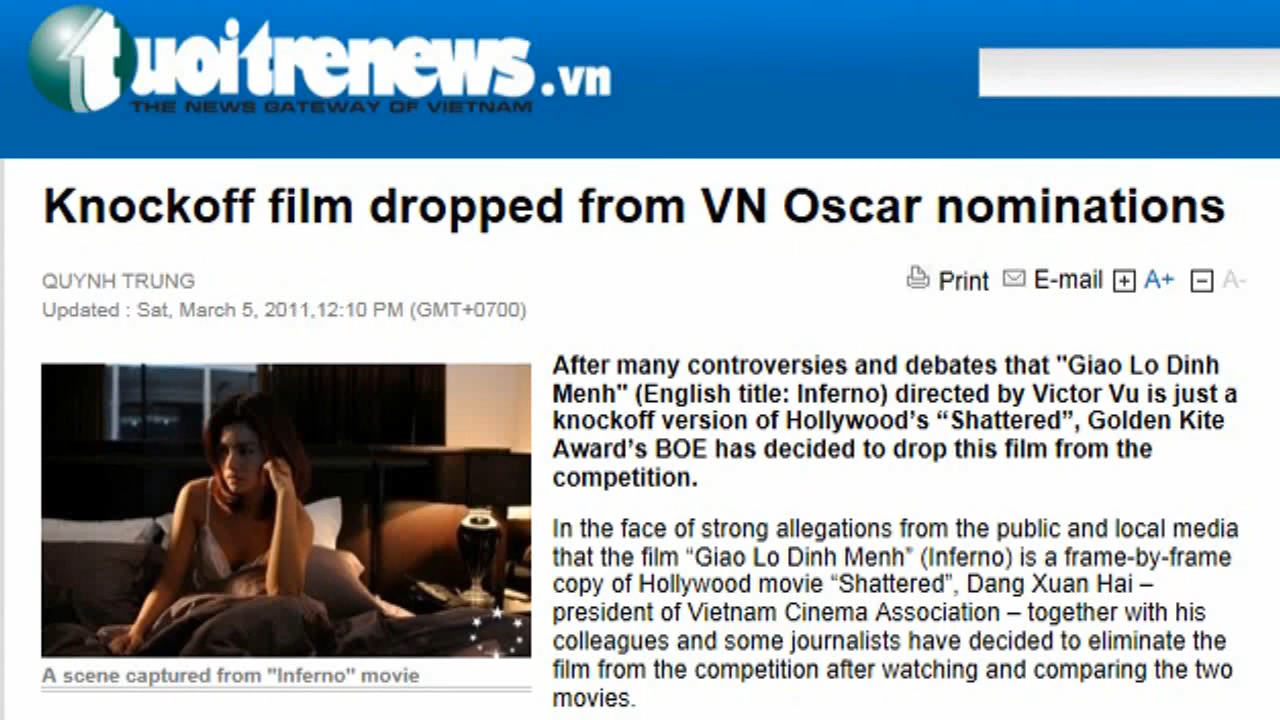 tuoitrenews.vn
THE NEWS GATEWAY OF VIETNAM
Knockoff film dropped from VN Oscar nominations
QUYNH TRUNG
Print E-mail + A+ − A-
Updated : Sat, March 5, 2011,12:10 PM (GMT+0700)
After many controversies and debates that "Giao Lo Dinh
Menh" (English title: Inferno) directed by Victor Vu is just a
knockoff version of Hollywood’s “Shattered”, Golden Kite
Award’s BOE has decided to drop this film from the
competition.
In the face of strong allegations from the public and local media
that the film “Giao Lo Dinh Menh” (Inferno) is a frame-by-frame
copy of Hollywood movie “Shattered”, Dang Xuan Hai –
president of Vietnam Cinema Association – together with his
colleagues and some journalists have decided to eliminate the
film from the competition after watching and comparing the two
movies.
A scene captured from "Inferno" movie